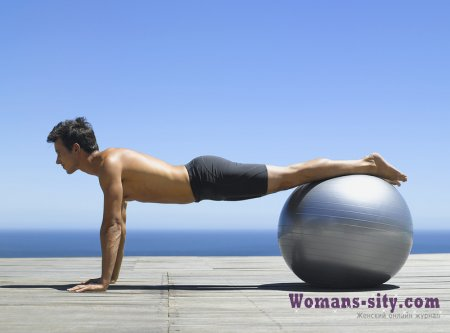 Womans-sity.com
Женский онлайн журнал